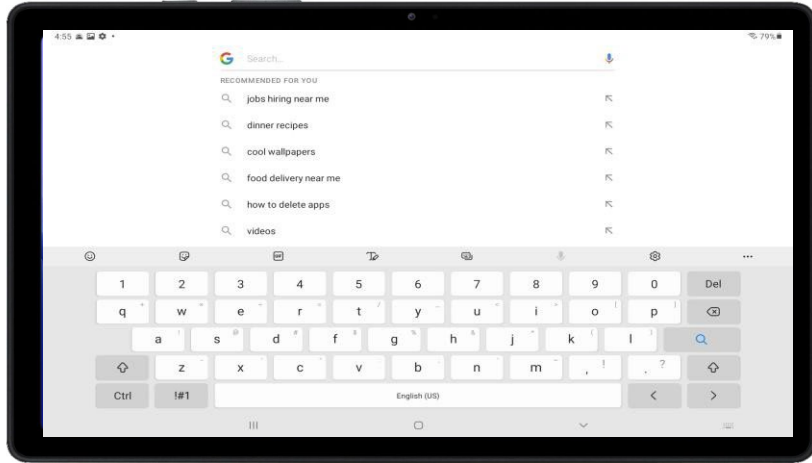 4:55
79%
G Search...
RECOMMENDED FOR YOU
jobs hiring near me
dinner recipes
cool wallpapers
food delivery near me
how to delete apps
videos
GIF
1 2 3 4 5 6 7 8 9 0 Del
q w e r t y u i o p
a s d f g h j k l
z x c v b n m , ! . ?
Ctrl !#1 English (US) < >